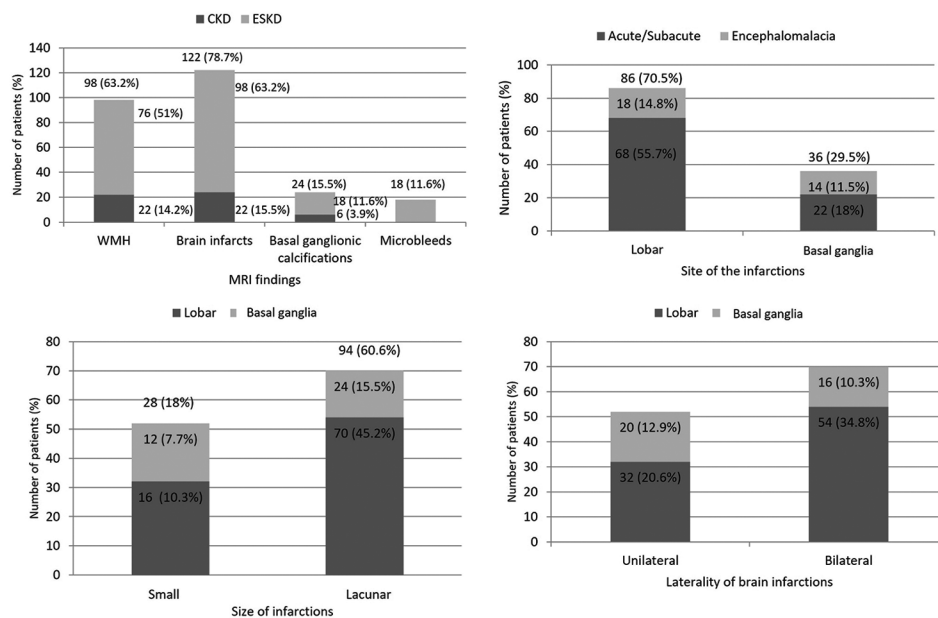 CKD ESKD
Number of patients (%)
140
120
100
80
60
40
20
0
98 (63.2%)
76 (51%)
22 (14.2%)
122 (78.7%)
98 (63.2%)
22 (15.5%)
24 (15.5%)
18 (11.6%)
6 (3.9%)
18 (11.6%)
WMH
Brain infarcts
Basal ganglionic
calcifications
Microbleeds
MRI findings
Acute/Subacute Encephalomalacia
Number of patients (%)
100
80
60
40
20
0
86 (70.5%)
18 (14.8%)
68 (55.7%)
36 (29.5%)
14 (11.5%)
22 (18%)
Lobar
Basal ganglia
Site of the infarctions
Lobar Basal ganglia
Number of patients (%)
80
70
60
50
40
30
20
10
0
28 (18%)
12 (7.7%)
16 (10.3%)
94 (60.6%)
24 (15.5%)
70 (45.2%)
Small
Lacunar
Size of infarctions
Lobar Basal ganglia
Number of patients (%)
80
70
60
50
40
30
20
10
0
20 (12.9%)
32 (20.6%)
16 (10.3%)
54 (34.8%)
Unilateral
Bilateral
Laterality of brain infarctions